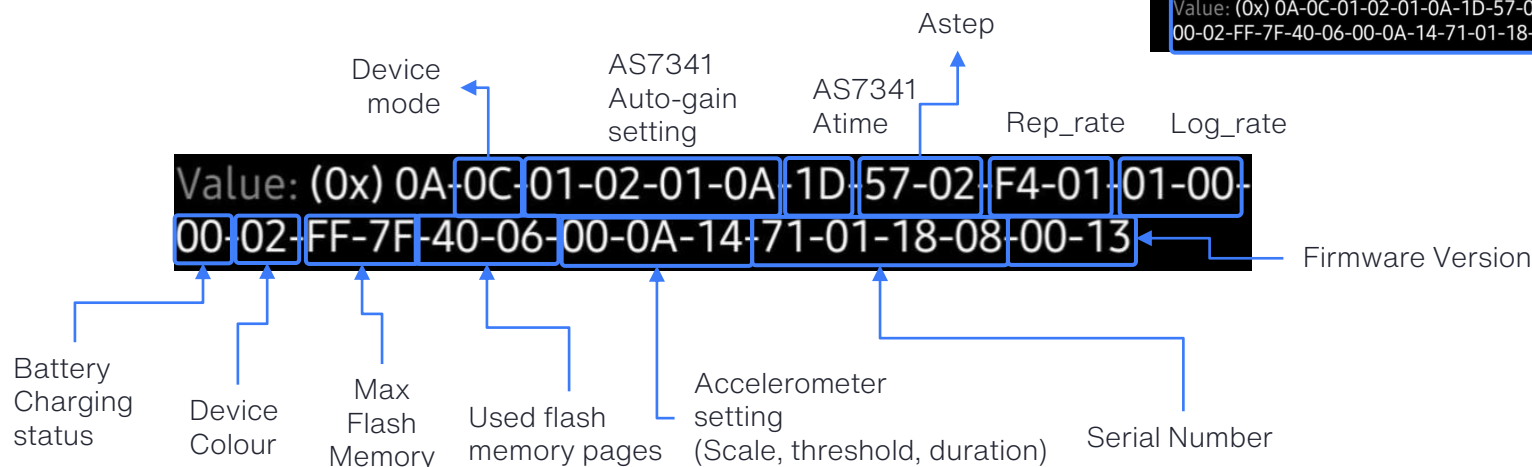 Value: (0x) 0A-0C-01-02-01-0A-1D-57-0
00-02-FF-7F-40-06-00-0A-14-71-01-18-
Astep
Device
mode
AS7341
Auto-gain
setting
AS7341
Atime
Rep_rate
Log_rate
Value: (0x) 0A-0C-01-02-01-0A-1D-57-02-F4-01-01-00-
00-02-FF-7F-40-06-00-0A-14-71-01-18-08-00-13
Firmware Version
Battery
Charging
status
Device
Colour
Max
Flash
Memory
Used flash
memory pages
Accelerometer
setting
(Scale, threshold, duration)
Serial Number